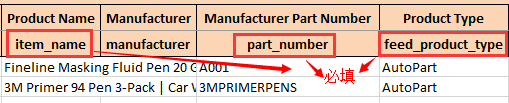 Product Name Manufacturer Manufacturer Part Number Product Type
item_name manufacturer part_number feed_product_type
Fineline Masking Fluid Pen 20 G A001 AutoPart
必填
3M Primer 94 Pen 3-Pack | Car W 3MPRIMERPENS AutoPart